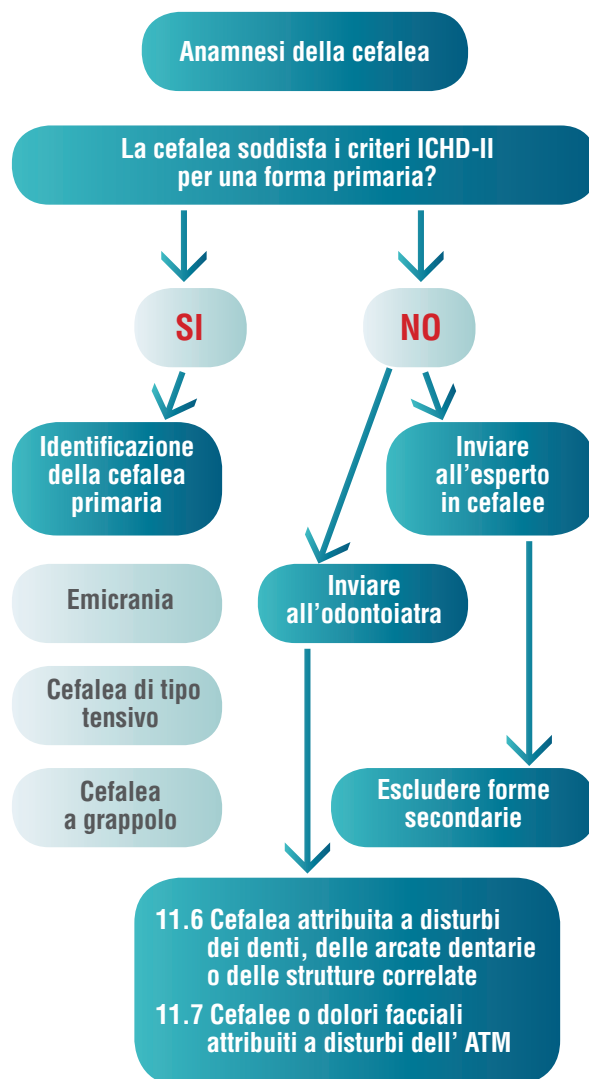 Anamnesi della cefalea
La cefalea soddisfa i criteri ICHD-II
per una forma primaria?
SI
NO
Identificazione
della cefalea
primaria
Inviare
all'esperto
in cefalee
Emicrania
Inviare
all'odontoiatra
Cefalea di tipo
tensivo
Cefalea
a grappolo
Escludere forme
secondarie
11.6 Cefalea attribuita a disturbi
dei denti, delle arcate dentarie
o delle strutture correlate
11.7 Cefalee o dolori facciali
attribuiti a disturbi dell' ATM